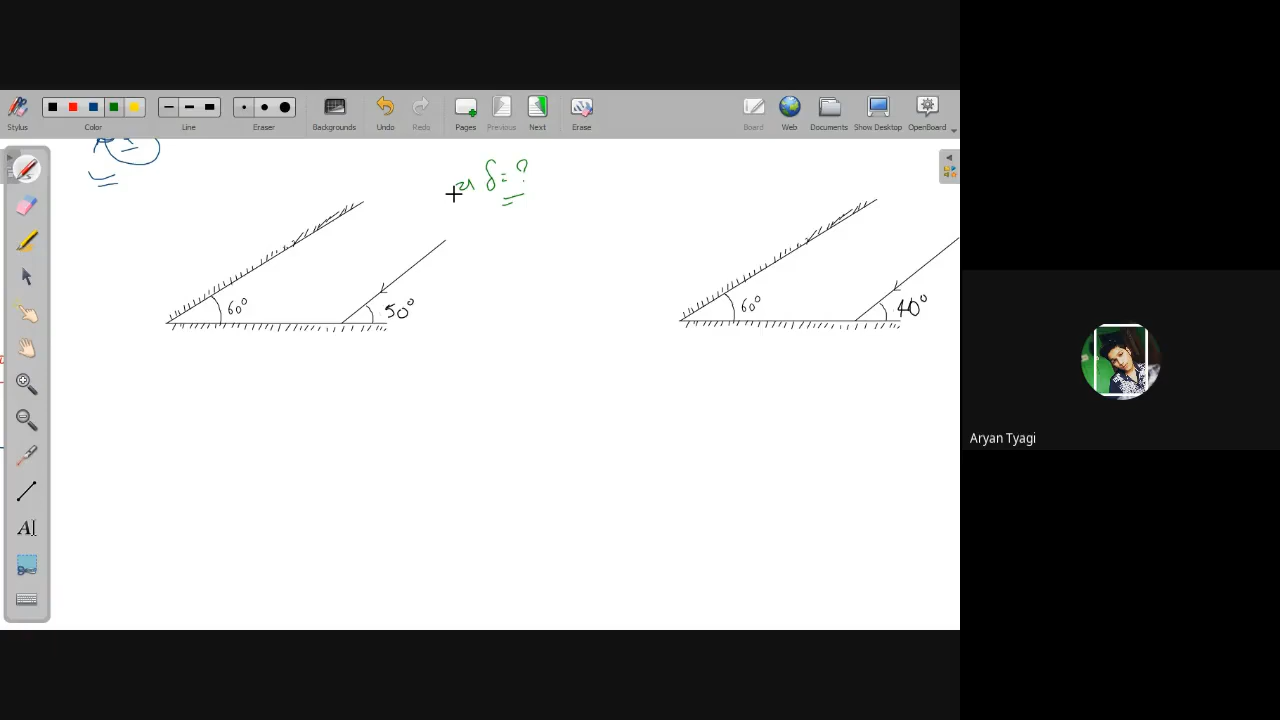 Stylus Color Line Eraser Backgrounds Undo Redo Pages Previous Next Erase Board Web Documents Show Desktop OpenBoard
δ = ?
60° 50° 60° 40°
Aryan Tyagi